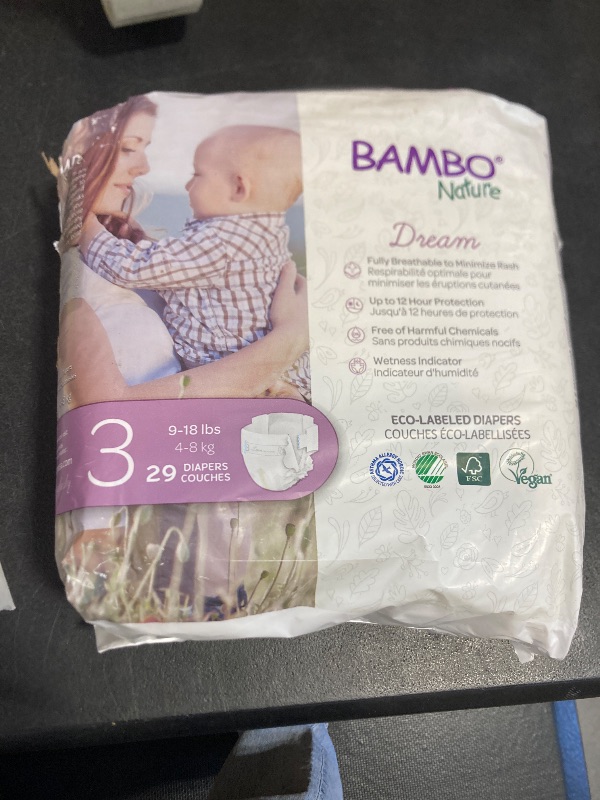 BAMBO®
Nature
Dream
Fully Breathable to Minimize Rash
Respirabilité optimale pour
minimiser les éruptions cutanées
Up to 12 Hour Protection
Jusqu'à 12 heures de protection
Free of Harmful Chemicals
Sans produits chimiques nocifs
Wetness Indicator
Indicateur d'humidité
3
9-18 lbs
4-8 kg
29 DIAPERS
COUCHES
ECO-LABELED DIAPERS
COUCHES ÉCO-LABELLISÉES
FSC
Vegan